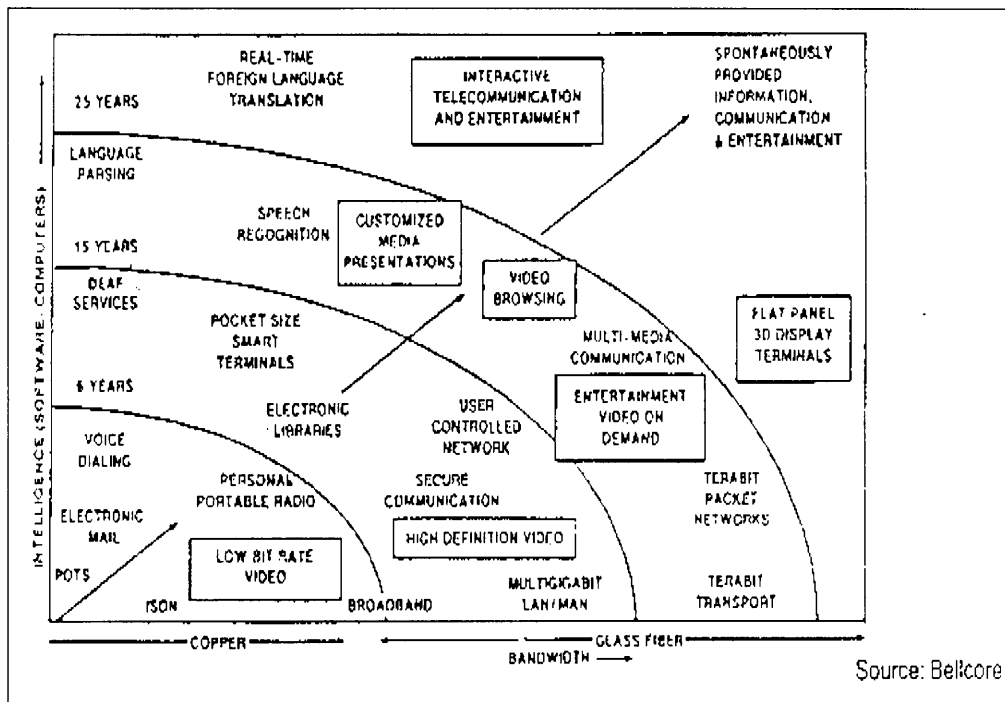 REAL-TIME
FOREIGN LANGUAGE
TRANSLATION
INTERACTIVE
TELECOMMUNICATION
AND ENTERTAINMENT
SPONTANEOUSLY
PROVIDED
INFORMATION,
COMMUNICATION
& ENTERTAINMENT
25 YEARS
LANGUAGE
PARSING
SPEECH
RECOGNITION
CUSTOMIZED
MEDIA
PRESENTATIONS
15 YEARS
DEAF
SERVICES
VIDEO
BROWSING
POCKET SIZE
SMART
TERMINALS
MULTI-MEDIA
COMMUNICATION
FLAT PANEL
3D DISPLAY
TERMINALS
6 YEARS
ELECTRONIC
LIBRARIES
USER
CONTROLLED
NETWORK
ENTERTAINMENT
VIDEO ON
DEMAND
VOICE
DIALING
PERSONAL
PORTABLE RADIO
SECURE
COMMUNICATION
TERABIT
PACKET
NETWORKS
ELECTRONIC
MAIL
LOW BIT RATE
VIDEO
HIGH DEFINITION VIDEO
POTS
ISDN
BROADBAND
MULTIGIGABIT
LAN/MAN
TERABIT
TRANSPORT
INTELLIGENCE (SOFTWARE-COMPUTERS)
COPPER
GLASS FIBER
BANDWIDTH
Source: Bellcore